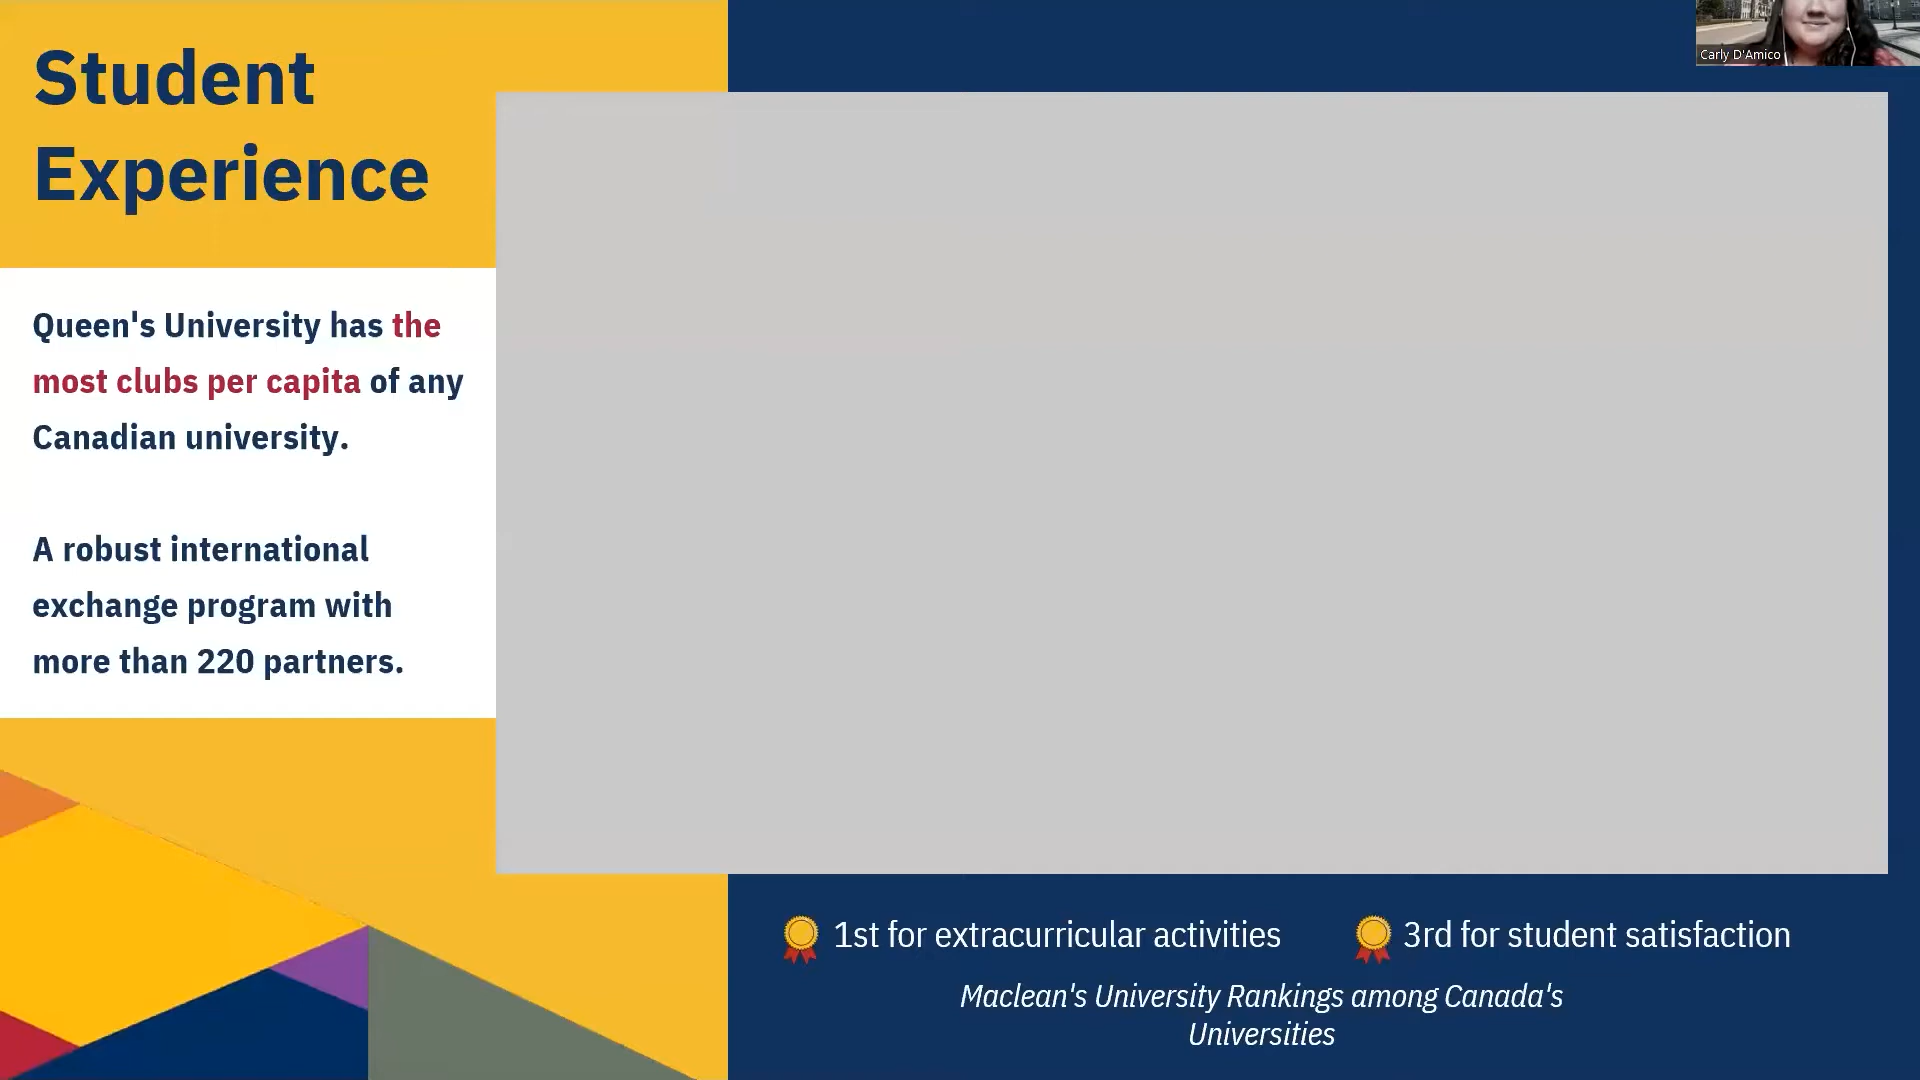 Student
Experience
Queen's University has the
most clubs per capita of any
Canadian university.
A robust international
exchange program with
more than 220 partners.
Carly D'Amico
1st for extracurricular activities
3rd for student satisfaction
Maclean's University Rankings among Canada's
Universities